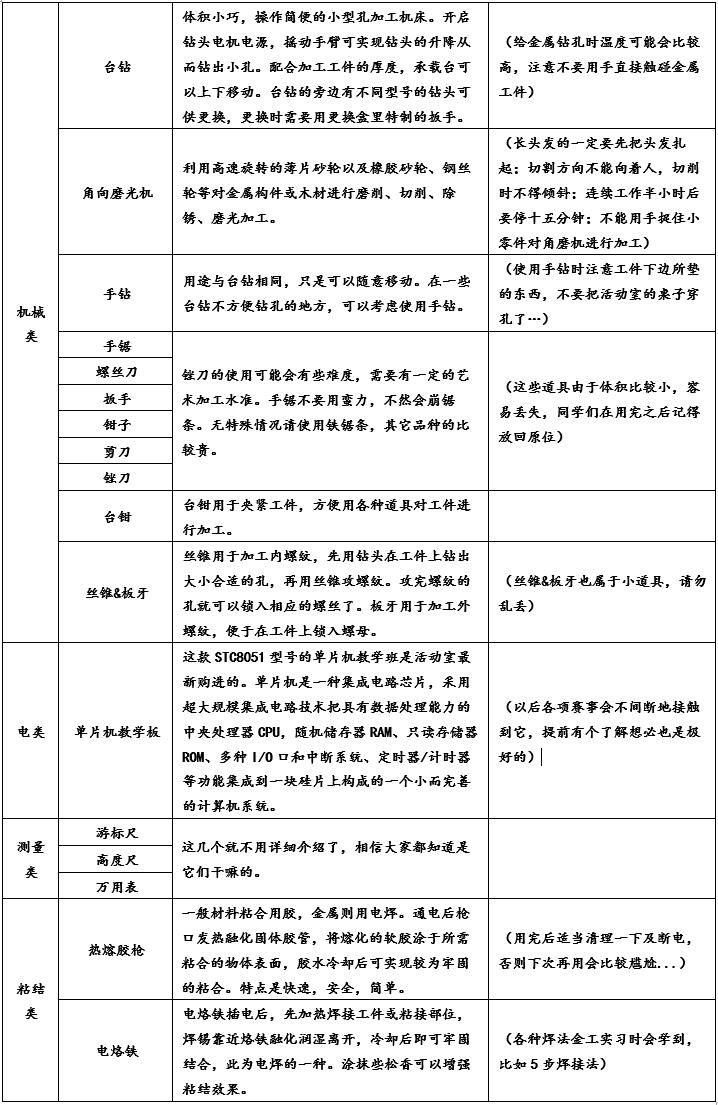 机械
类
台钻
体积小巧，操作简便的小型孔加工机床。开启
钻头电机电源，摇动手臂可实现钻头的升降从
而钻出小孔。配合加工工件的厚度，承载台可
以上下移动。台钻的旁边有不同型号的钻头可
供更换，更换时需要用更换盒里特制的扳手。
（给金属钻孔时温度可能会比较
高，注意不要用手直接触碰金属
工件）
角向磨光机
利用高速旋转的薄片砂轮以及橡胶砂轮、钢丝
轮等对金属构件或木材进行磨削、切削、除
锈、磨光加工。
（长头发的一定要先把头发扎
起；切割方向不能向着人，切削
时不得倾斜；连续工作半小时后
要停十五分钟；不能用手捉住小
零件对角磨机进行加工）
手钻
用途与台钻相同，只是可以随意移动。在一些
台钻不方便钻孔的地方，可以考虑使用手钻。
（使用手钻时注意工件下边所垫
的东西，不要把活动室的桌子穿
孔了…）
手锯
螺丝刀
扳手
钳子
剪刀
锉刀
锉刀的使用可能会有些难度，需要有一定的艺
术加工水准。手锯不要用蛮力，不然会崩锯
条。无特殊情况请使用铁锯条，其它品种的比
较贵。
（这些道具由于体积比较小，容
易丢失，同学们在用完之后记得
放回原位）
台钳
台钳用于夹紧工件，方便用各种道具对工件进
行加工。
丝锥&板牙
丝锥用于加工内螺纹，先用钻头在工件上钻出
大小合适的孔，再用丝锥攻螺纹。攻完螺纹的
孔就可以锁入相应的螺丝了。板牙用于加工外
螺纹，便于在工件上锁入螺母。
（丝锥&板牙也属于小道具，请勿
乱丢）
电类
单片机教学板
这款 STC8051 型号的单片机教学班是活动室最
新购进的。单片机是一种集成电路芯片，采用
超大规模集成电路技术把具有数据处理能力的
中央处理器 CPU，随机储存器 RAM、只读存储器
ROM、多种 I/O 口和中断系统、定时器/计时器
等功能集成到一块硅片上构成的一个小而完善
的计算机系统。
（以后各项赛事会不间断地接触
到它，提前有个了解想必也是极
好的）
测量
类
游标尺
高度尺
万用表
这几个就不用详细介绍了，相信大家都知道是
它们干嘛的。
粘结
类
热熔胶枪
一般材料粘合用胶，金属则用电焊。通电后枪
口发热融化固体胶管，将熔化的软胶涂于所需
粘合的物体表面，胶水冷却后可实现较为牢固
的粘合。特点是快速，安全，简单。
（用完后适当清理一下及断电，
否则下次再用会比较尴尬...）
电烙铁
电烙铁插电后，先加热焊接工件或粘接部位，
焊锡靠近烙铁融化润湿离开，冷却后即可牢固
结合，此为电焊的一种。涂抹些松香可以增强
粘结效果。
（各种焊法金工实习时会学到，
比如 5 步焊接法）